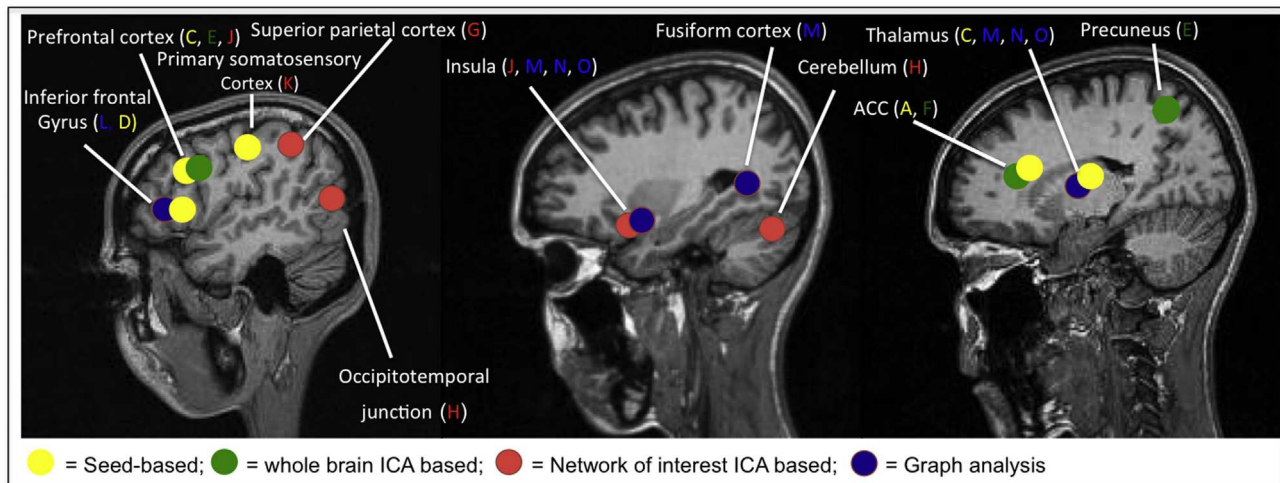 Prefrontal cortex (C, E, J)
Superior parietal cortex (G)
Primary somatosensory
Cortex (K)
Inferior frontal
Gyrus (L, D)
Occipitotemporal
junction (H)
Fusiform cortex (M)
Insula (J, M, N, O)
Cerebellum (H)
Thalamus (C, M, N, O)
Precuneus (E)
ACC (A, F)
= Seed-based; = whole brain ICA based; = Network of interest ICA based; = Graph analysis